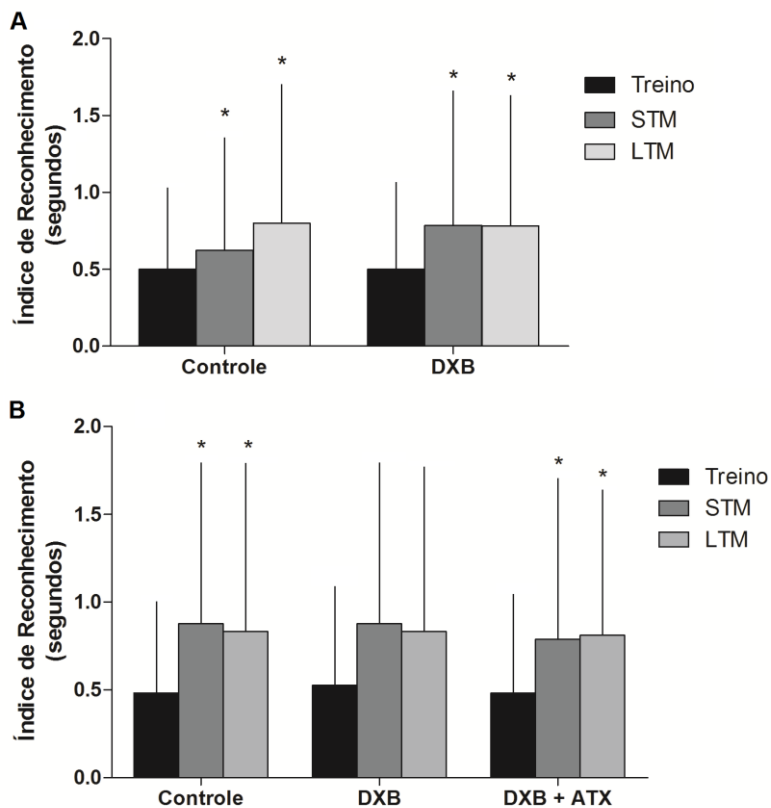 A
Índice de Reconhecimento
(segundos)
2.0
1.5
1.0
0.5
0.0
*
*
*
*
Treino
STM
LTM
Controle
DXB
B
Índice de Reconhecimento
(segundos)
2.0
1.5
1.0
0.5
0.0
*
*
*
*
Treino
STM
LTM
Controle
DXB
DXB + ATX